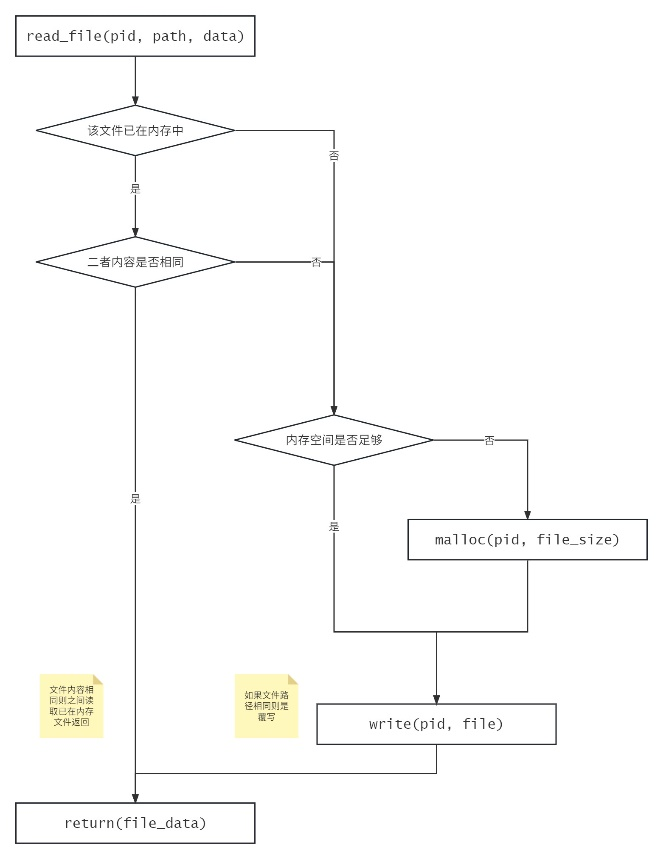 read_file(pid, path, data)
该文件已在内存中
否
是
二者内容是否相同
否
内存空间是否足够
否
是
是
malloc(pid, file_size)
文件内容相
同则之间读
取已在内存
文件返回
如果文件路
径相同则是
覆写
write(pid, file)
return(file_data)